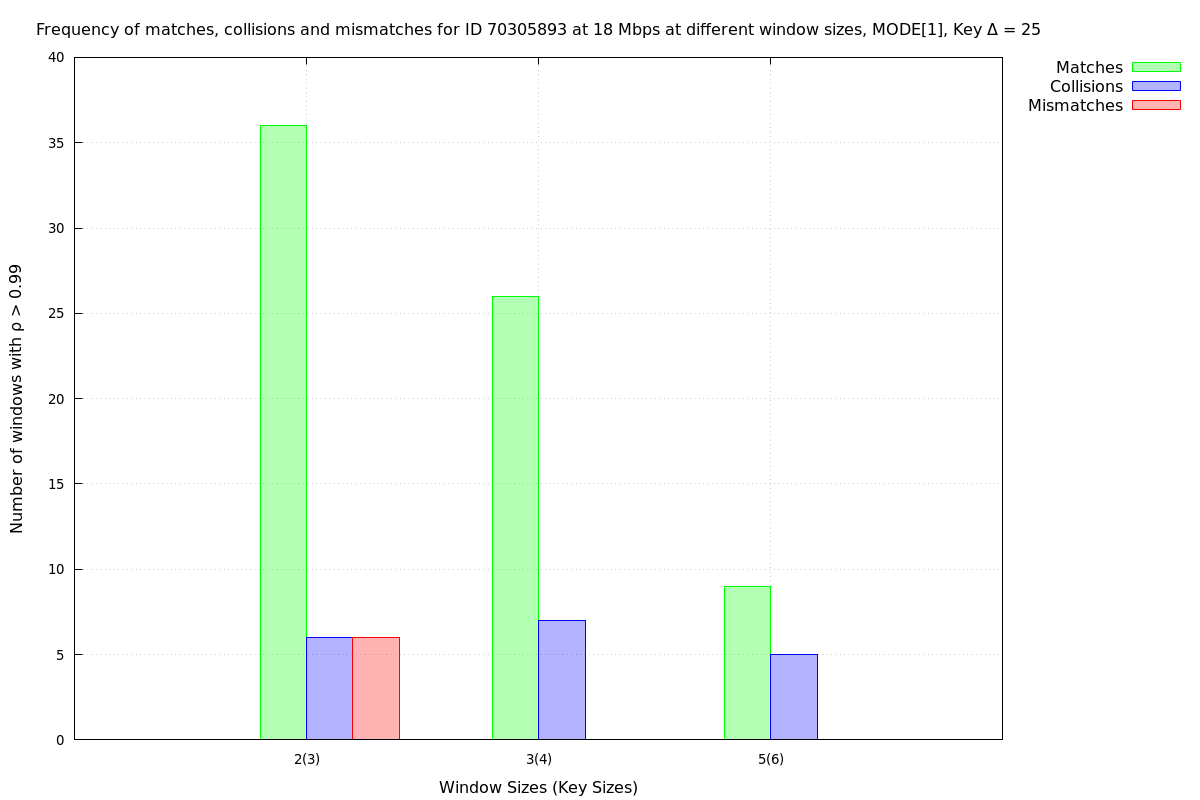 Frequency of matches, collisions and mismatches for ID 70305893 at 18 Mbps at different window sizes, MODE[1], Key Δ = 25
Matches
Collisions
Mismatches
40
35
30
25
20
15
10
5
0
Number of windows with ρ > 0.99
2(3)
3(4)
5(6)
Window Sizes (Key Sizes)